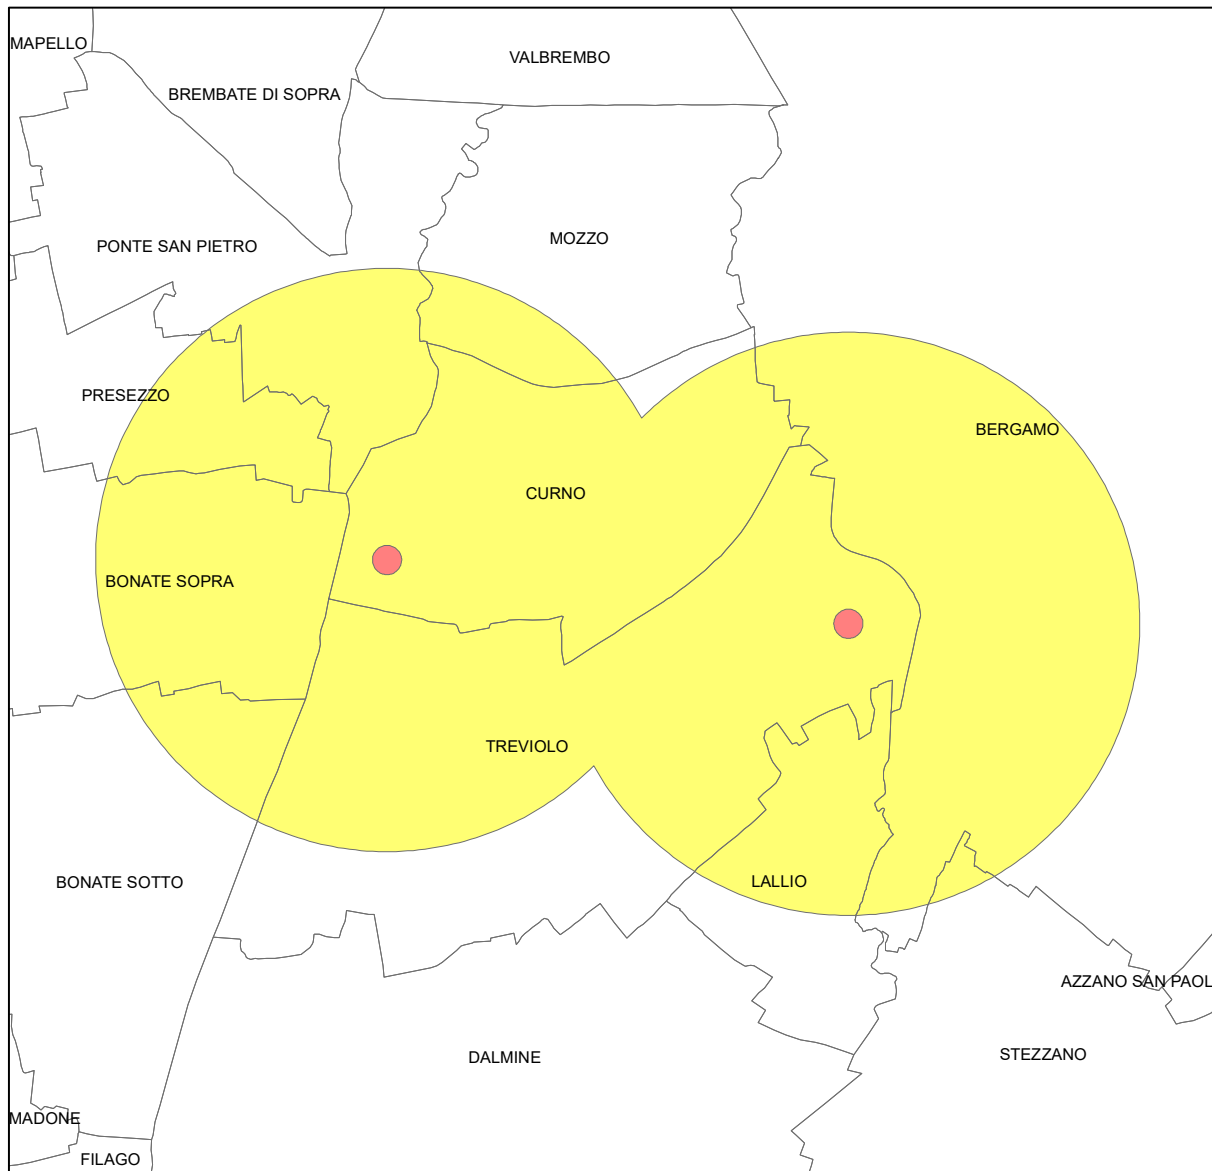 MAPELLO
VALBREMBO
BREMBATE DI SOPRA
PONTE SAN PIETRO
MOZZO
PRESEZZO
BERGAMO
CURNO
BONATE SOPRA
TREVIOLO
BONATE SOTTO
LALLIO
AZZANO SAN PAOL
DALMINE
STEZZANO
MADONE
FILAGO